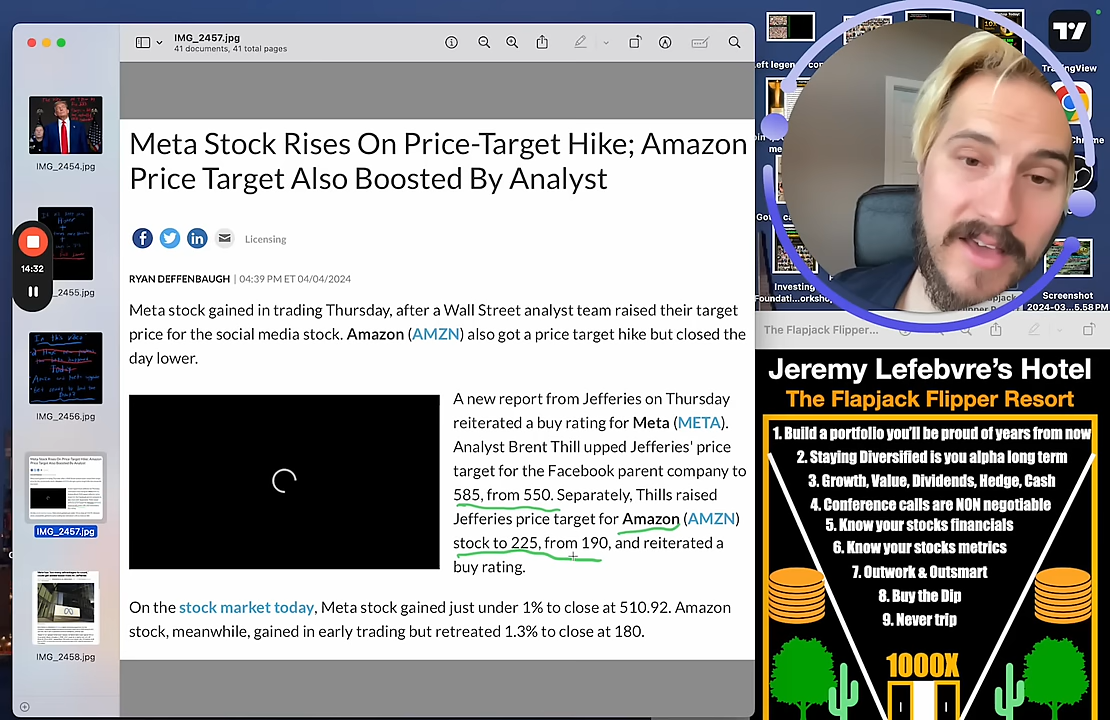 IMG_2457.jpg
41 documents, 41 total pages
IMG_2454.jpg
14:32
_2455.jpg
IMG_2456.jpg
IMG_2457.jpg
IMG_2458.jpg
Meta Stock Rises On Price-Target Hike; Amazon
Price Target Also Boosted By Analyst
Licensing
RYAN DEFFENBAUGH | 04:39 PM ET 04/04/2024
Meta stock gained in trading Thursday, after a Wall Street analyst team raised their target
price for the social media stock. Amazon (AMZN) also got a price target hike but closed the
day lower.
A new report from Jefferies on Thursday
reiterated a buy rating for Meta (META).
Analyst Brent Thill upped Jefferies' price
target for the Facebook parent company to
585, from 550. Separately, Thills raised
Jefferies price target for Amazon (AMZN)
stock to 225, from 190, and reiterated a
buy rating.
On the stock market today, Meta stock gained just under 1% to close at 510.92. Amazon
stock, meanwhile, gained in early trading but retreated 1.3% to close at 180.
TradingView
Investing
Foundati...orksho
Screenshot
2024-03...5.58 PM
The Flapjack Flipper...
Jeremy Lefebvre's Hotel
The Flapjack Flipper Resort
1. Build a portfolio you'll be proud of years from now
2. Staying Diversified is you alpha long term
3. Growth, Value, Dividends, Hedge, Cash
4. Conference calls are NON negotiable
5. Know your stocks financials
6. Know your stocks metrics
7. Outwork & Outsmart
8. Buy the Dip
9. Never trip
1000X